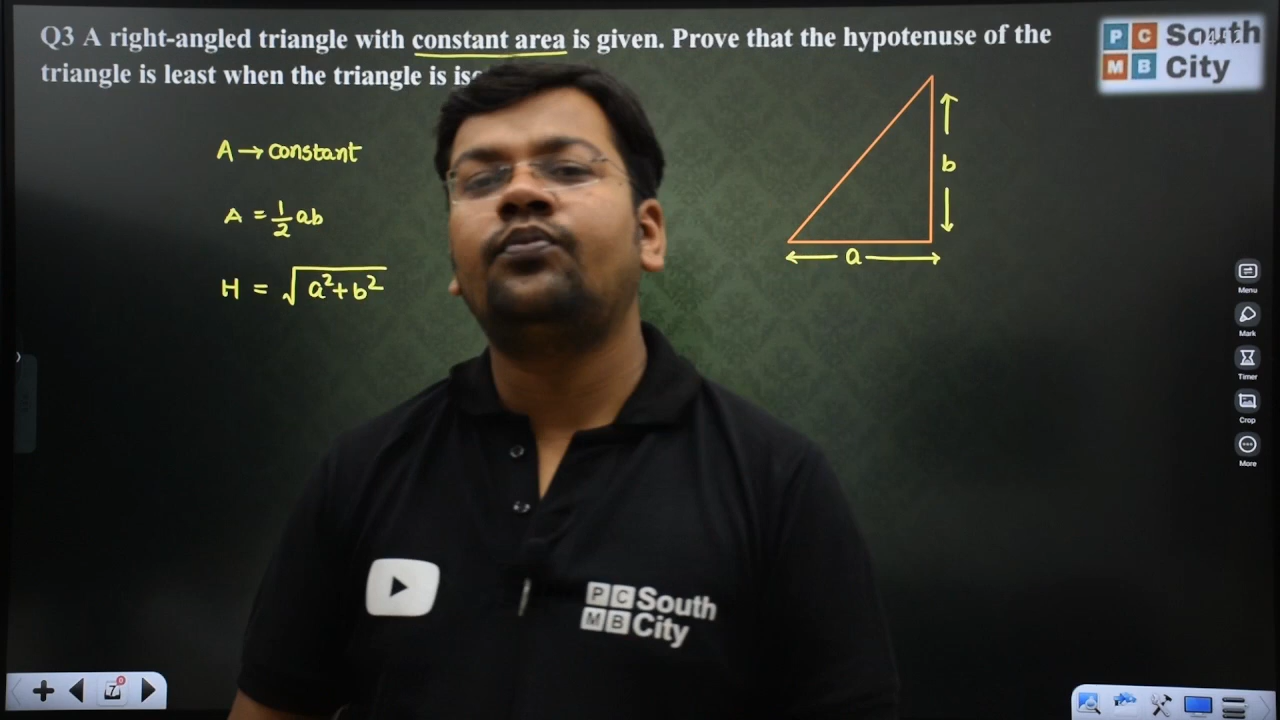 Q3 A right-angled triangle with constant area is given. Prove that the hypotenuse of the
triangle is least when the triangle is
A → constant
A = 1/2 ab
H = √(a²+b²)
b
a
P C South
M B City
Menu
Mark
Timer
Crop
More
P C South
M B City